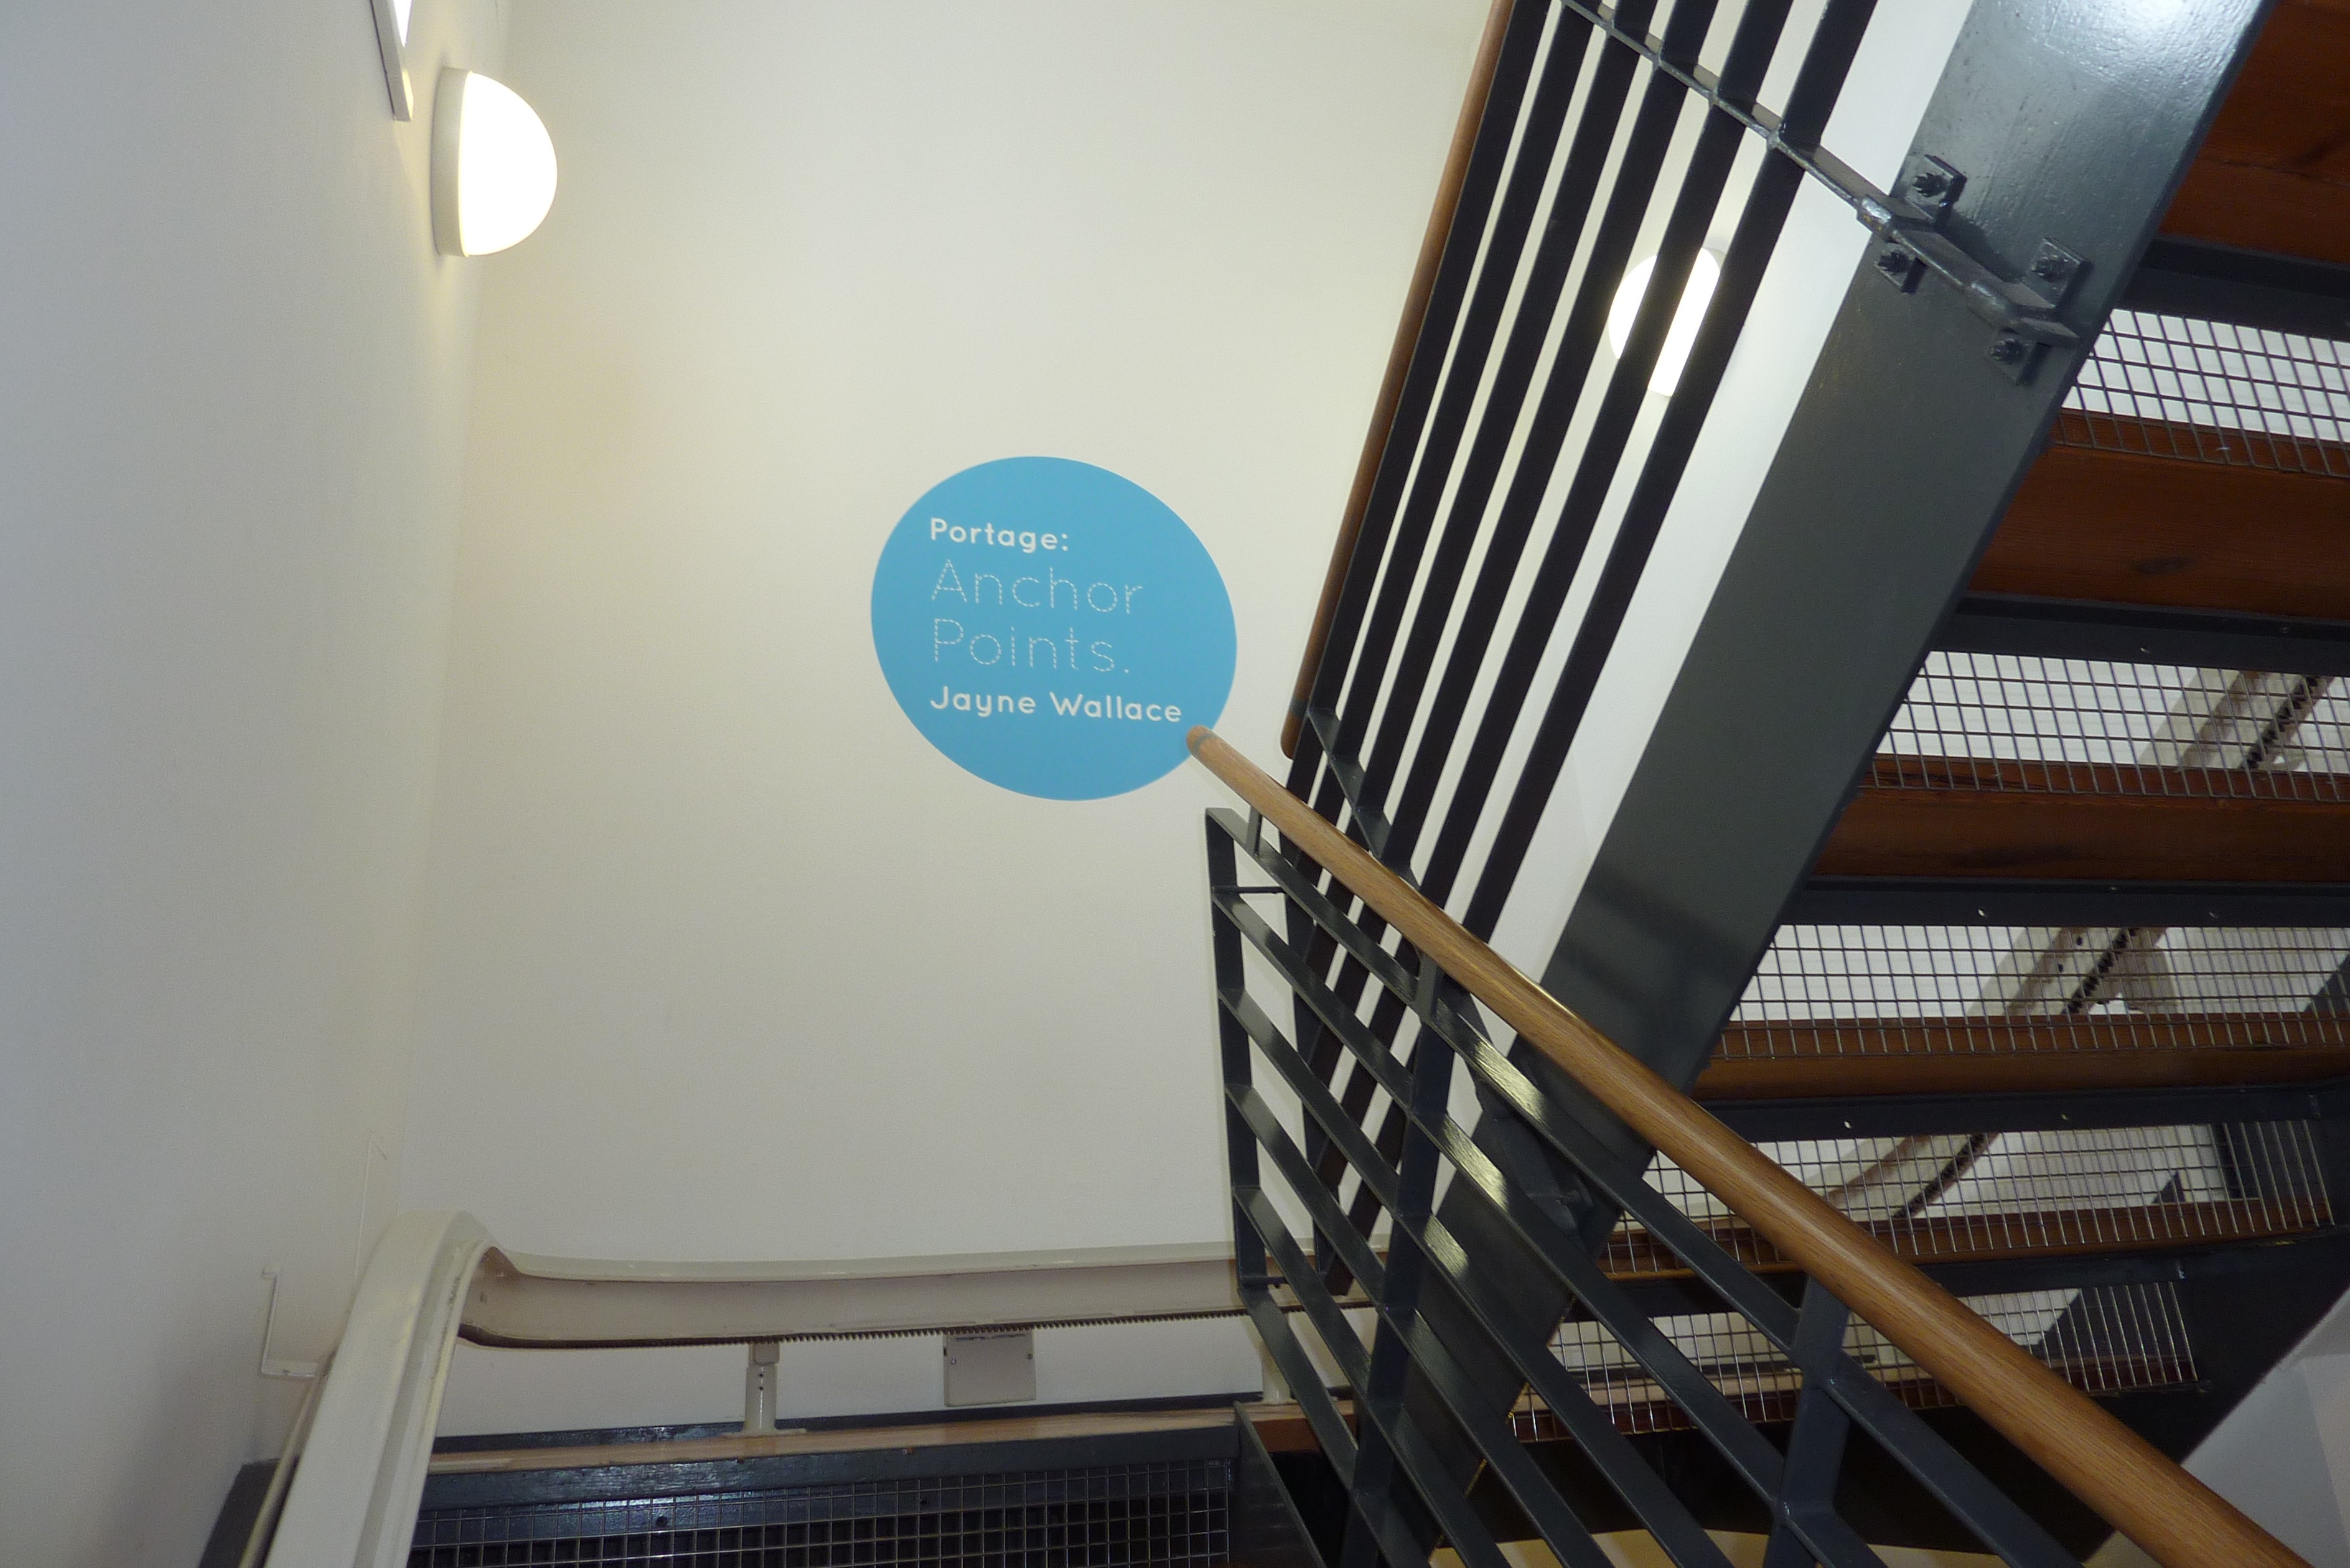 Portage:
Anchor
Points.
Jayne Wallace